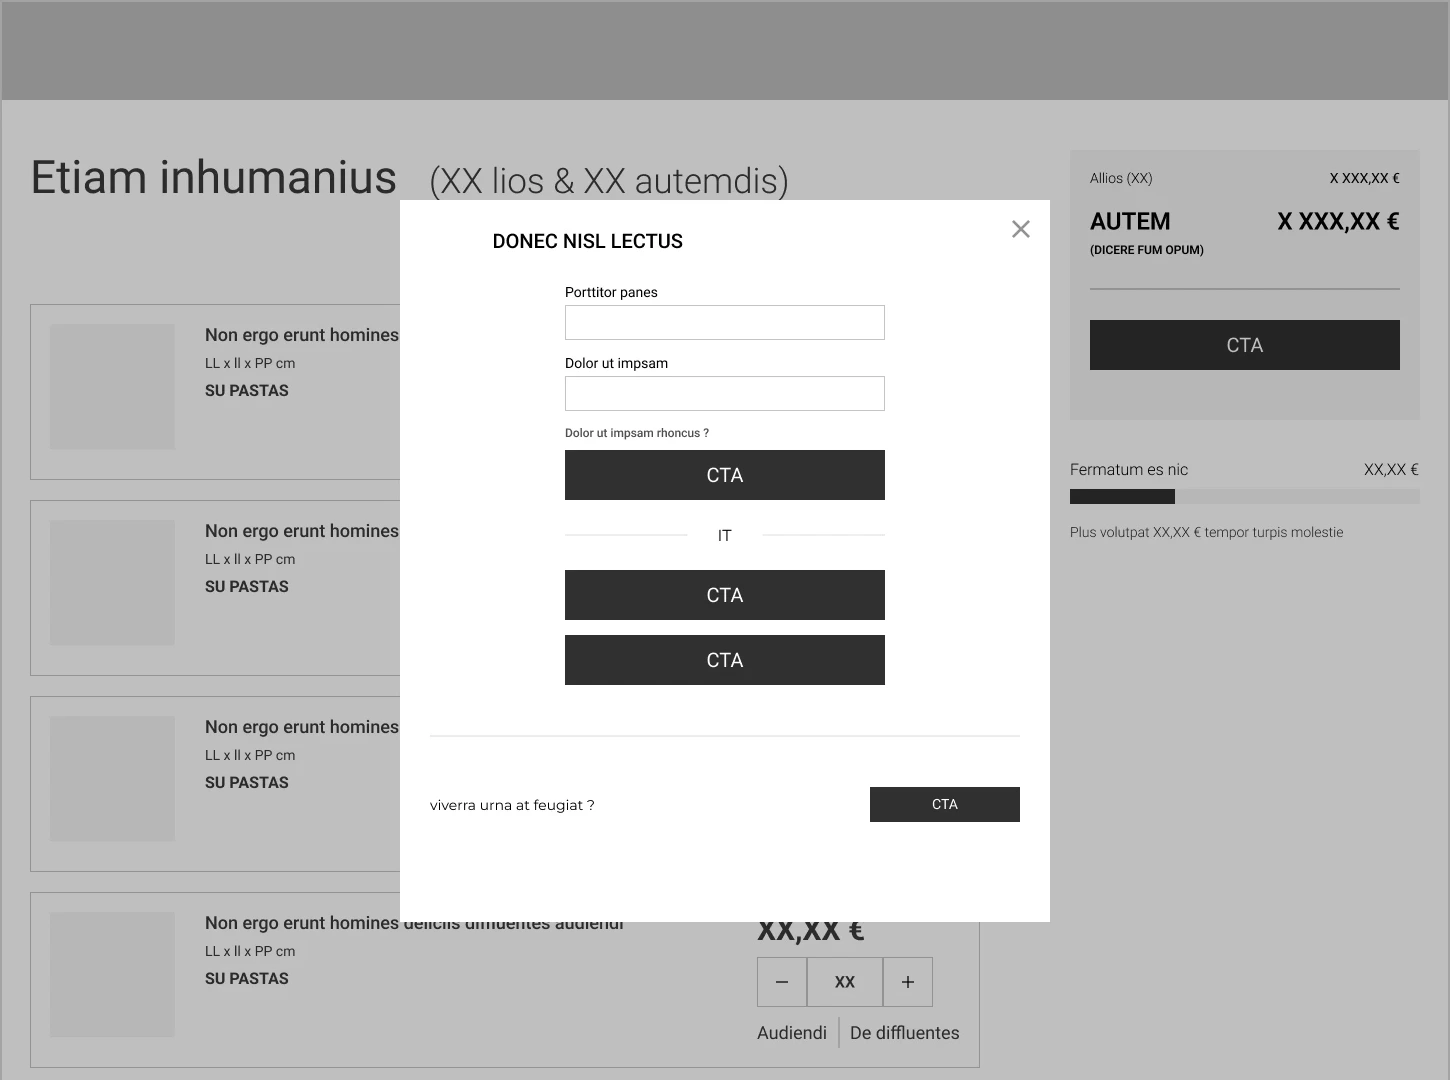 Etiam inhumanius (XX lios & XX autemdis)
Allios (XX) X XXX,XX €
AUTEM X XXX,XX €
(DICERE FUM OPUM)
CTA
Fermatum es nic XX,XX €
Plus volutpat XX,XX € tempor turpis molestie
DONEC NISL LECTUS
Porttitor panes
Dolor ut impsam
Dolor ut impsam rhoncus ?
CTA
IT
CTA
CTA
viverra urna at feugiat ?
CTA
Non ergo erunt homines
LL x ll x PP cm
SU PASTAS
Non ergo erunt homines
LL x ll x PP cm
SU PASTAS
Non ergo erunt homines
LL x ll x PP cm
SU PASTAS
Non ergo erunt homines deliciis diffluentes audiendi
LL x ll x PP cm
SU PASTAS
XX,XX €
− XX +
Audiendi De diffluentes